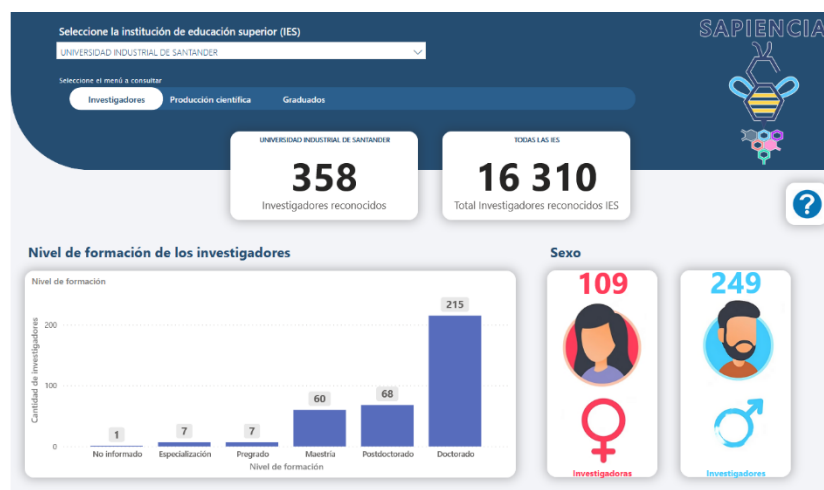 Seleccione la institución de educación superior (IES)
UNIVERSIDAD INDUSTRIAL DE SANTANDER
Seleccione el menú a consultar
Investigadores Producción científica Graduados
SAPIENCIA
UNIVERSIDAD INDUSTRIAL DE SANTANDER
358
Investigadores reconocidos
TODAS LAS IES
16 310
Total Investigadores reconocidos IES
?
Nivel de formación de los investigadores
Nivel de formación
Cantidad de investigadores
200
100
0
1
7
7
60
68
215
No informado Especialización Pregrado Maestría Postdoctorado Doctorado
Nivel de formación
Sexo
109
Investigadoras
249
Investigadores